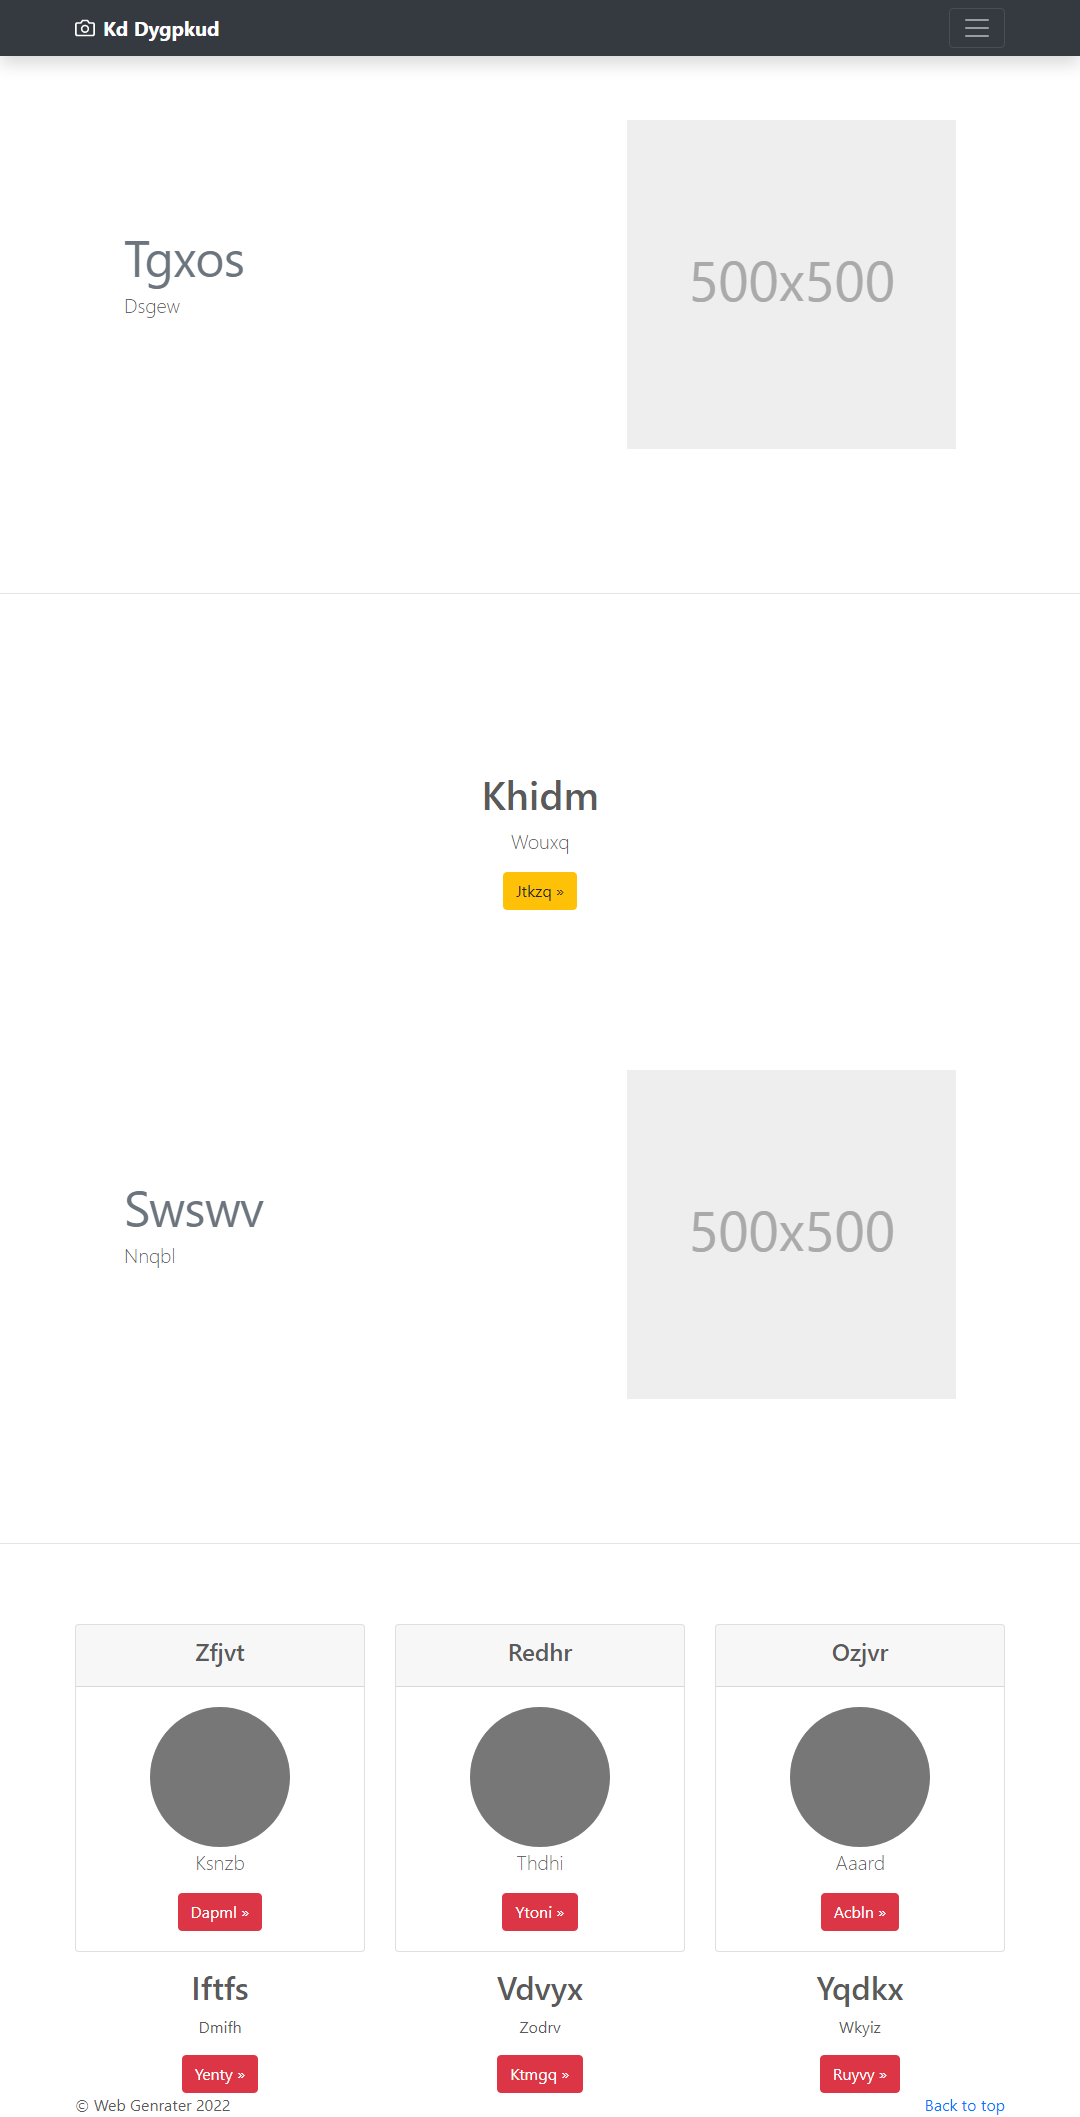 Kd Dygpkud
Tgxos
Dsgew
500x500
Khidm
Wouxq
Jtkzq »
Swswv
Nnqbl
500x500
Zfjvt
Ksnzb
Dapml »
Redhr
Thdhi
Ytoni »
Ozjvr
Aaard
Acbln »
Iftfs
Dmifh
Yenty »
Vdvyx
Zodrv
Ktmgq »
Yqdkx
Wkyiz
Ruyvy »
© Web Genrater 2022
Back to top